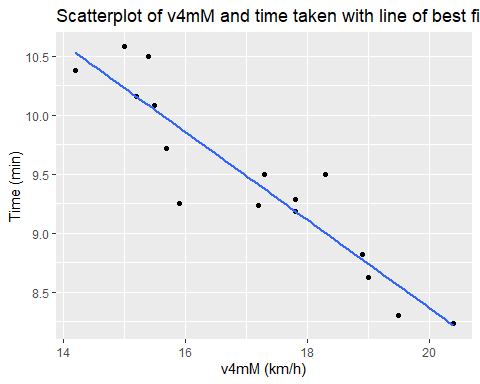 Scatterplot of v4mM and time taken with line of best fi
10.5
10.0
9.5
9.0
8.5
Time (min)
14 16 18 20
v4mM (km/h)